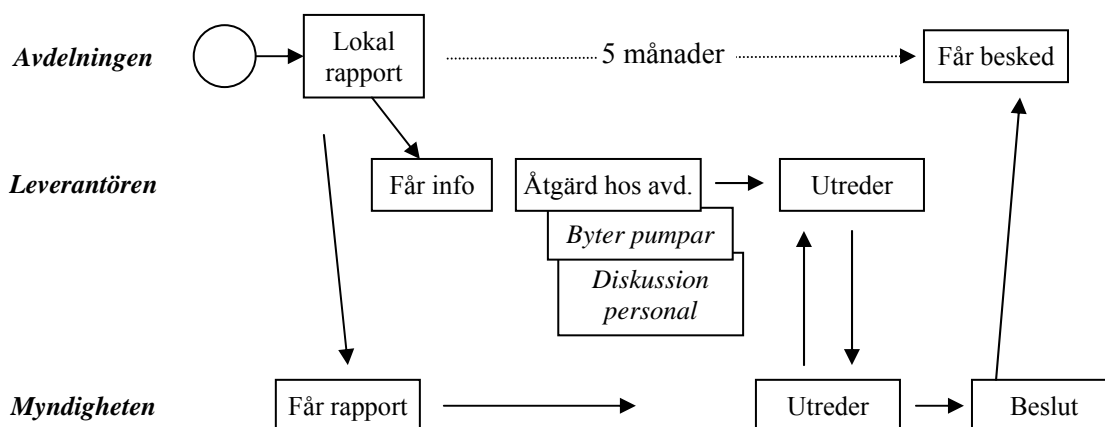 Avdelningen
Lokal
rapport
5 månader
Får besked
Leverantören
Får info
Åtgärd hos avd.
Utreder
Byter pumpar
Diskussion
personal
Myndigheten
Får rapport
Utreder
Beslut